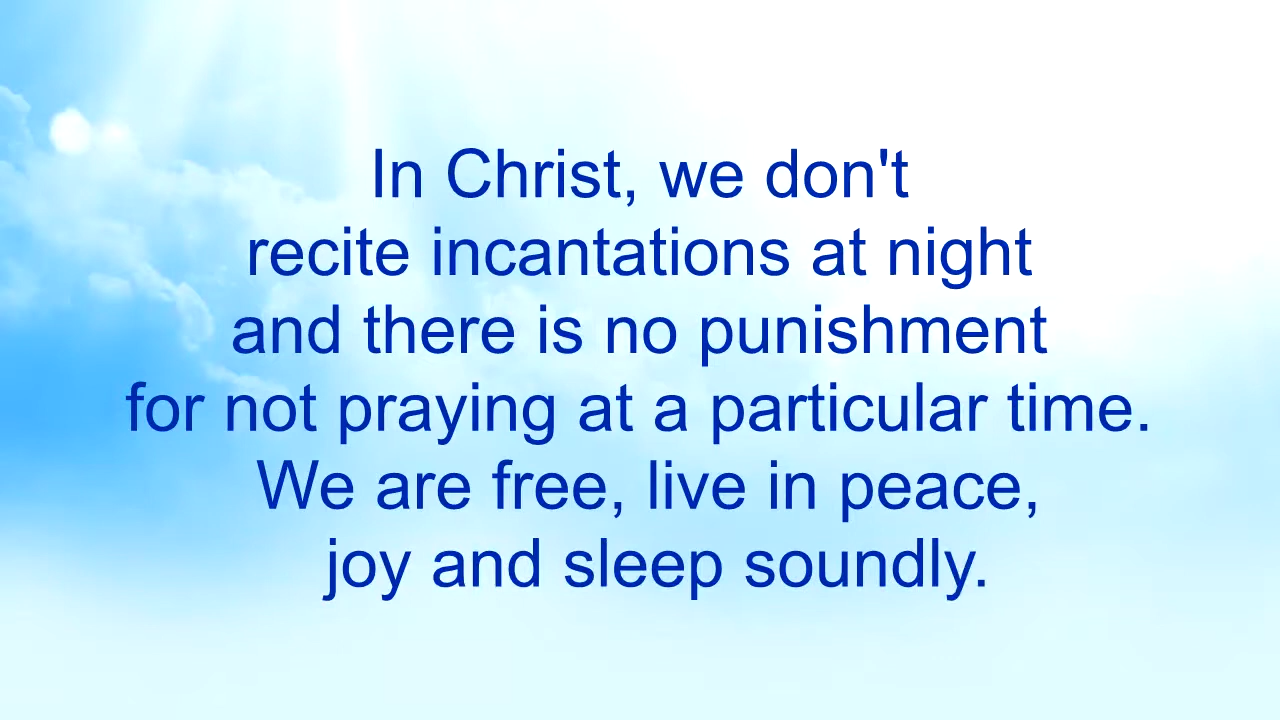 In Christ, we don't
recite incantations at night
and there is no punishment
for not praying at a particular time.
We are free, live in peace,
joy and sleep soundly.